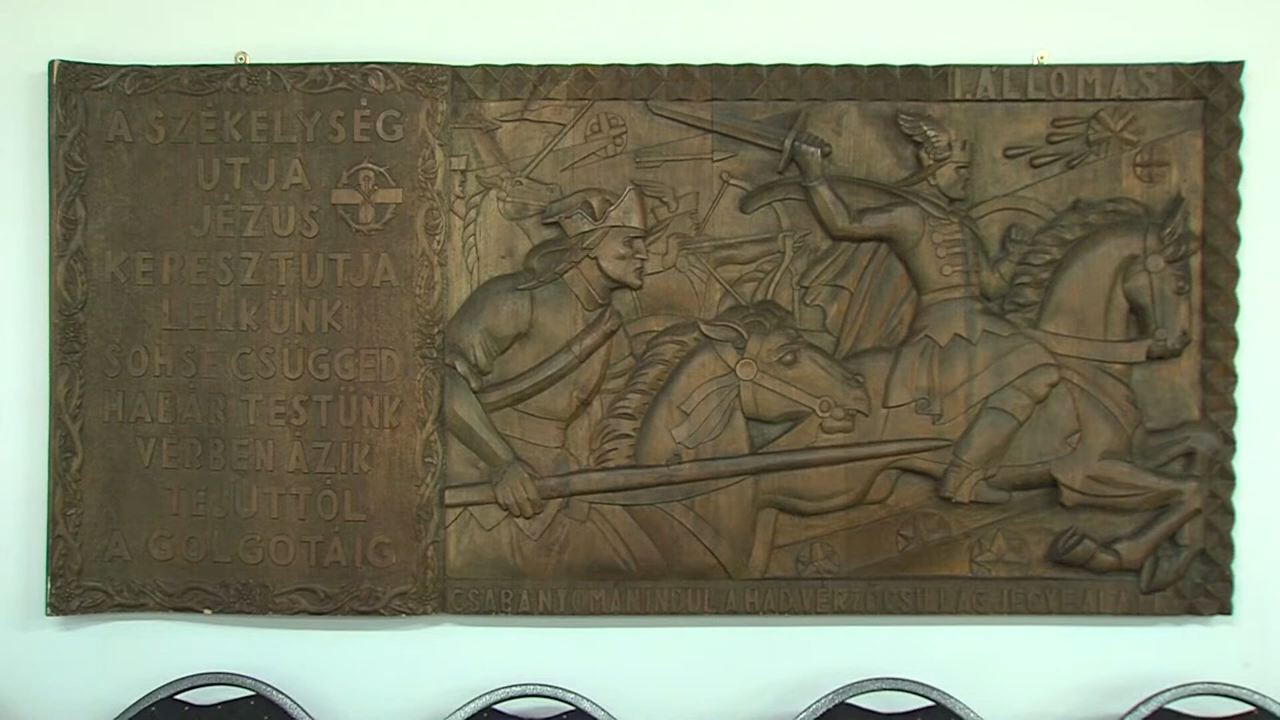 A SZÉKELYSÉG
UTJA
JÉZUS
KERESZTUTJA
LELKÜNK
SOHSE CSÜGGED
HABÁR TESTÜNK
VÉRBEN ÁZIK
TEJUTTÓL
A GOLGOTÁIG
I. ÁLLOMÁS
CSABA NYOMÁN INDUL A HAD VÉRZŐ CSILLAG JEGYE ALATT